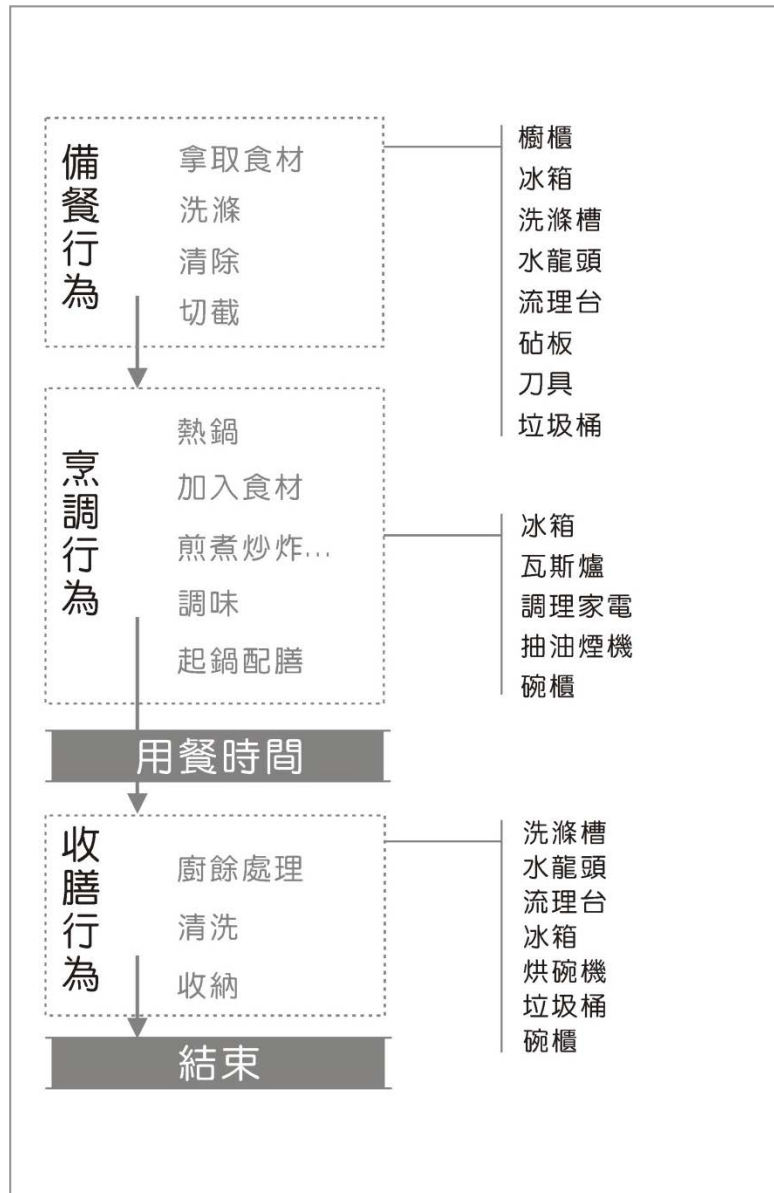 備餐行為
拿取食材
洗滌
清除
切截
櫥櫃
冰箱
洗滌槽
水龍頭
流理台
砧板
刀具
垃圾桶
烹調行為
熱鍋
加入食材
煎煮炒炸...
調味
起鍋配膳
冰箱
瓦斯爐
調理家電
抽油煙機
碗櫃
用餐時間
收膳行為
廚餘處理
清洗
收納
洗滌槽
水龍頭
流理台
冰箱
烘碗機
垃圾桶
碗櫃
結束